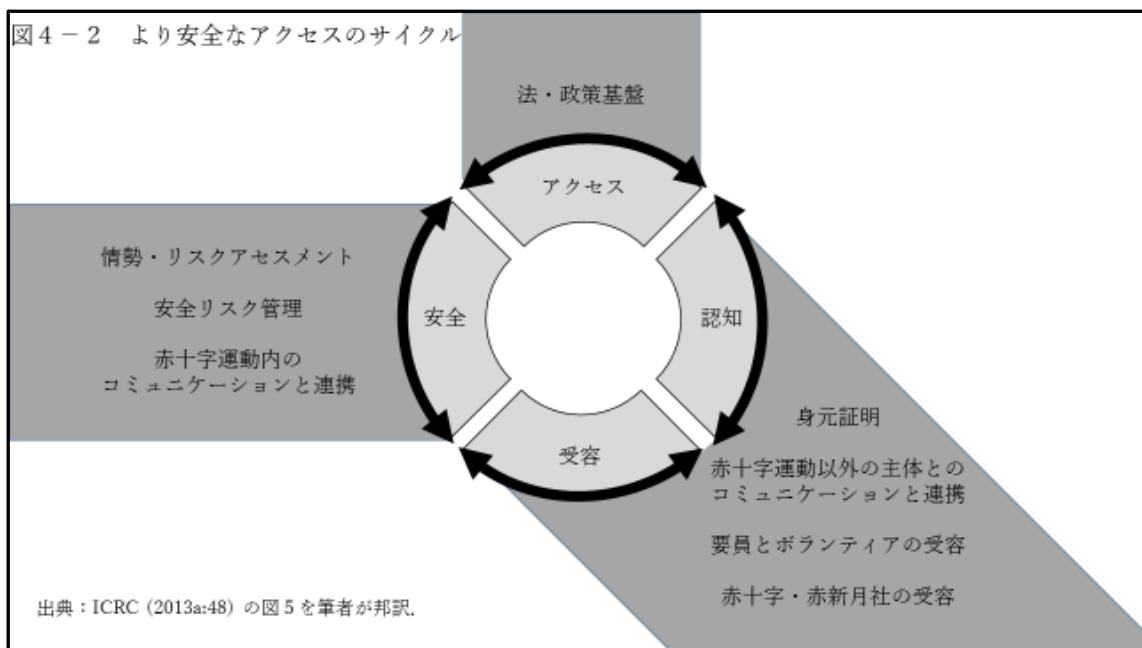 図4-2 より安全なアクセスのサイクル
法・政策基盤
アクセス
情勢・リスクアセスメント
安全リスク管理
赤十字運動内の
コミュニケーションと連携
安全
認知
受容
身元証明
赤十字運動以外の主体との
コミュニケーションと連携
要員とボランティアの受容
赤十字・赤新月社の受容
出典：ICRC (2013a:48) の図5を筆者が邦訳.